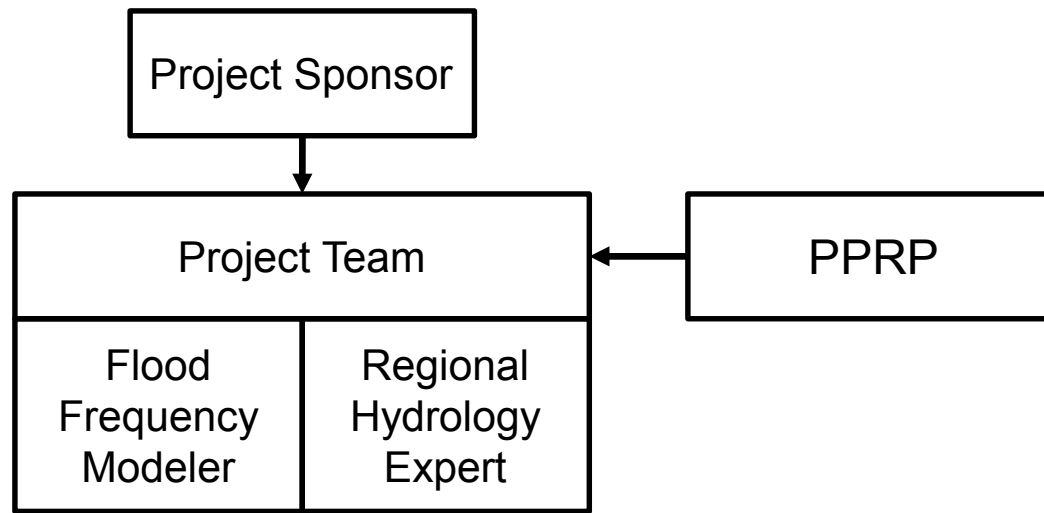 Project Sponsor
Project Team
PPRP
Flood
Frequency
Modeler
Regional
Hydrology
Expert